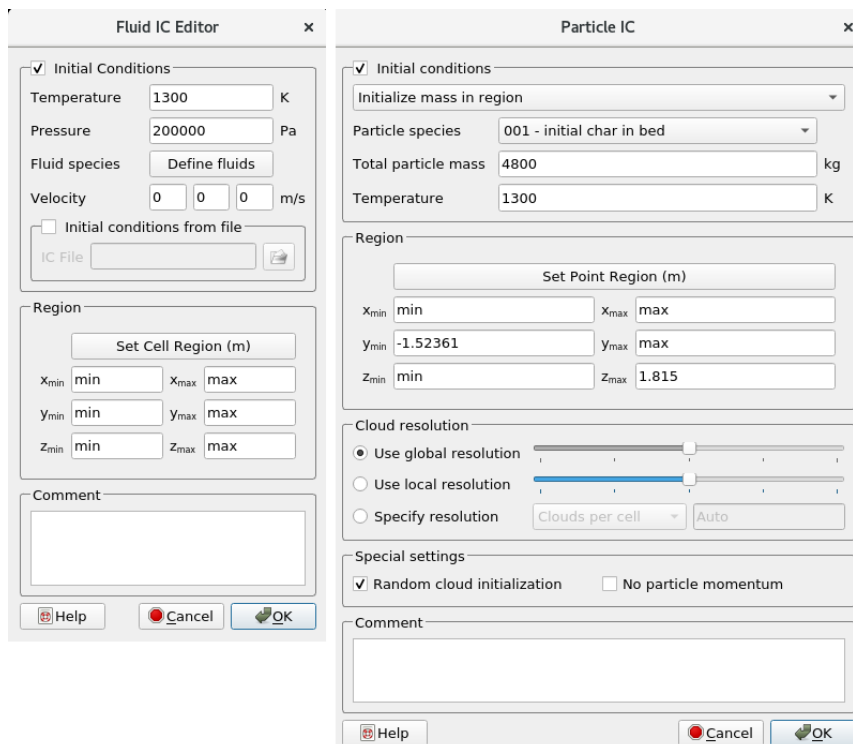 Fluid IC Editor ×
Initial Conditions
Temperature 1300 K
Pressure 200000 Pa
Fluid species Define fluids
Velocity 0 0 0 m/s
Initial conditions from file
IC File
Region
Set Cell Region (m)
xmin min xmax max
ymin min ymax max
zmin min zmax max
Comment
Help Cancel OK
Particle IC ×
Initial conditions
Initialize mass in region
Particle species 001 - initial char in bed
Total particle mass 4800 kg
Temperature 1300 K
Region
Set Point Region (m)
xmin min xmax max
ymin -1.52361 ymax max
zmin min zmax 1.815
Cloud resolution
Use global resolution
Use local resolution
Specify resolution Clouds per cell Auto
Special settings
Random cloud initialization No particle momentum
Comment
Help Cancel OK